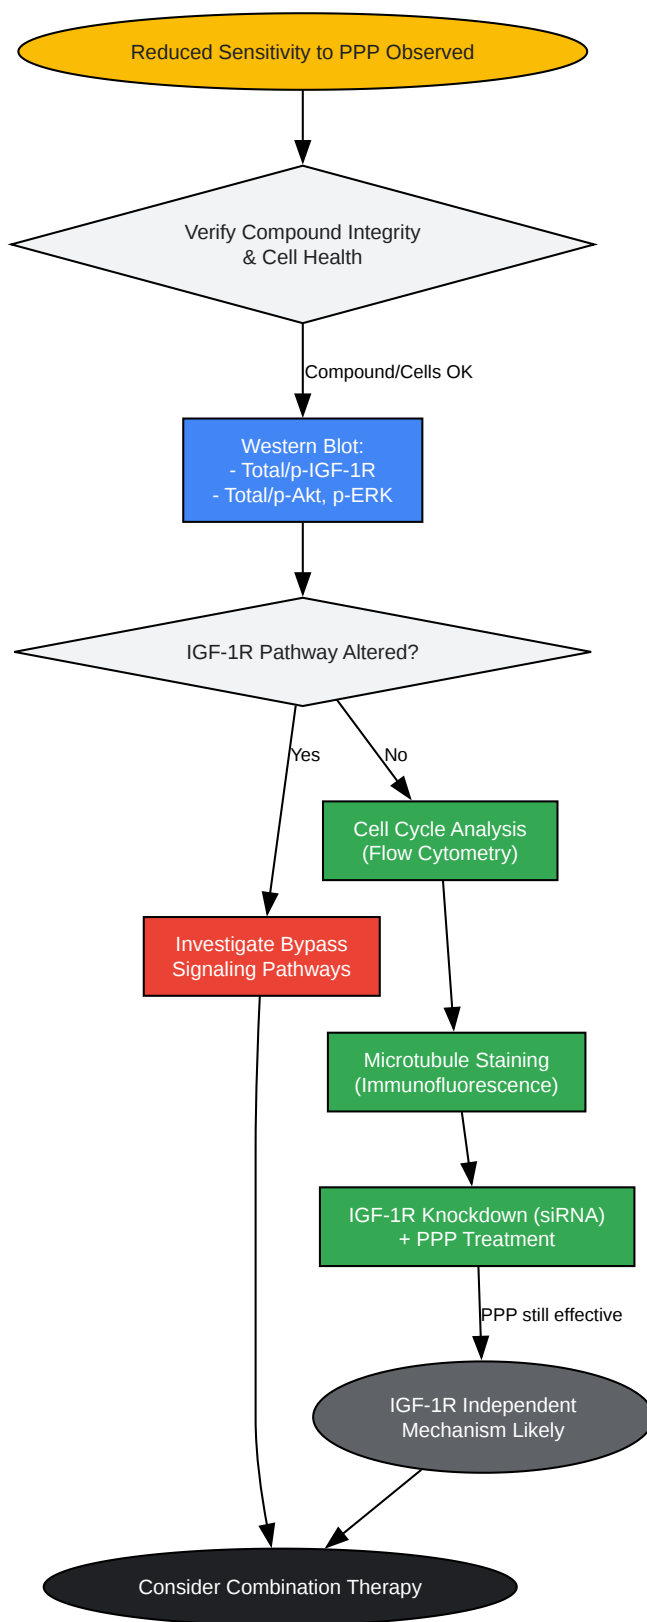 Reduced Sensitivity to PPP Observed
Verify Compound Integrity
& Cell Health
Compound/Cells OK
Western Blot:
- Total/p-IGF-1R
- Total/p-Akt, p-ERK
IGF-1R Pathway Altered?
Yes
No
Cell Cycle Analysis
(Flow Cytometry)
Investigate Bypass
Signaling Pathways
Microtubule Staining
(Immunofluorescence)
IGF-1R Knockdown (siRNA)
+ PPP Treatment
PPP still effective
IGF-1R Independent
Mechanism Likely
Consider Combination Therapy